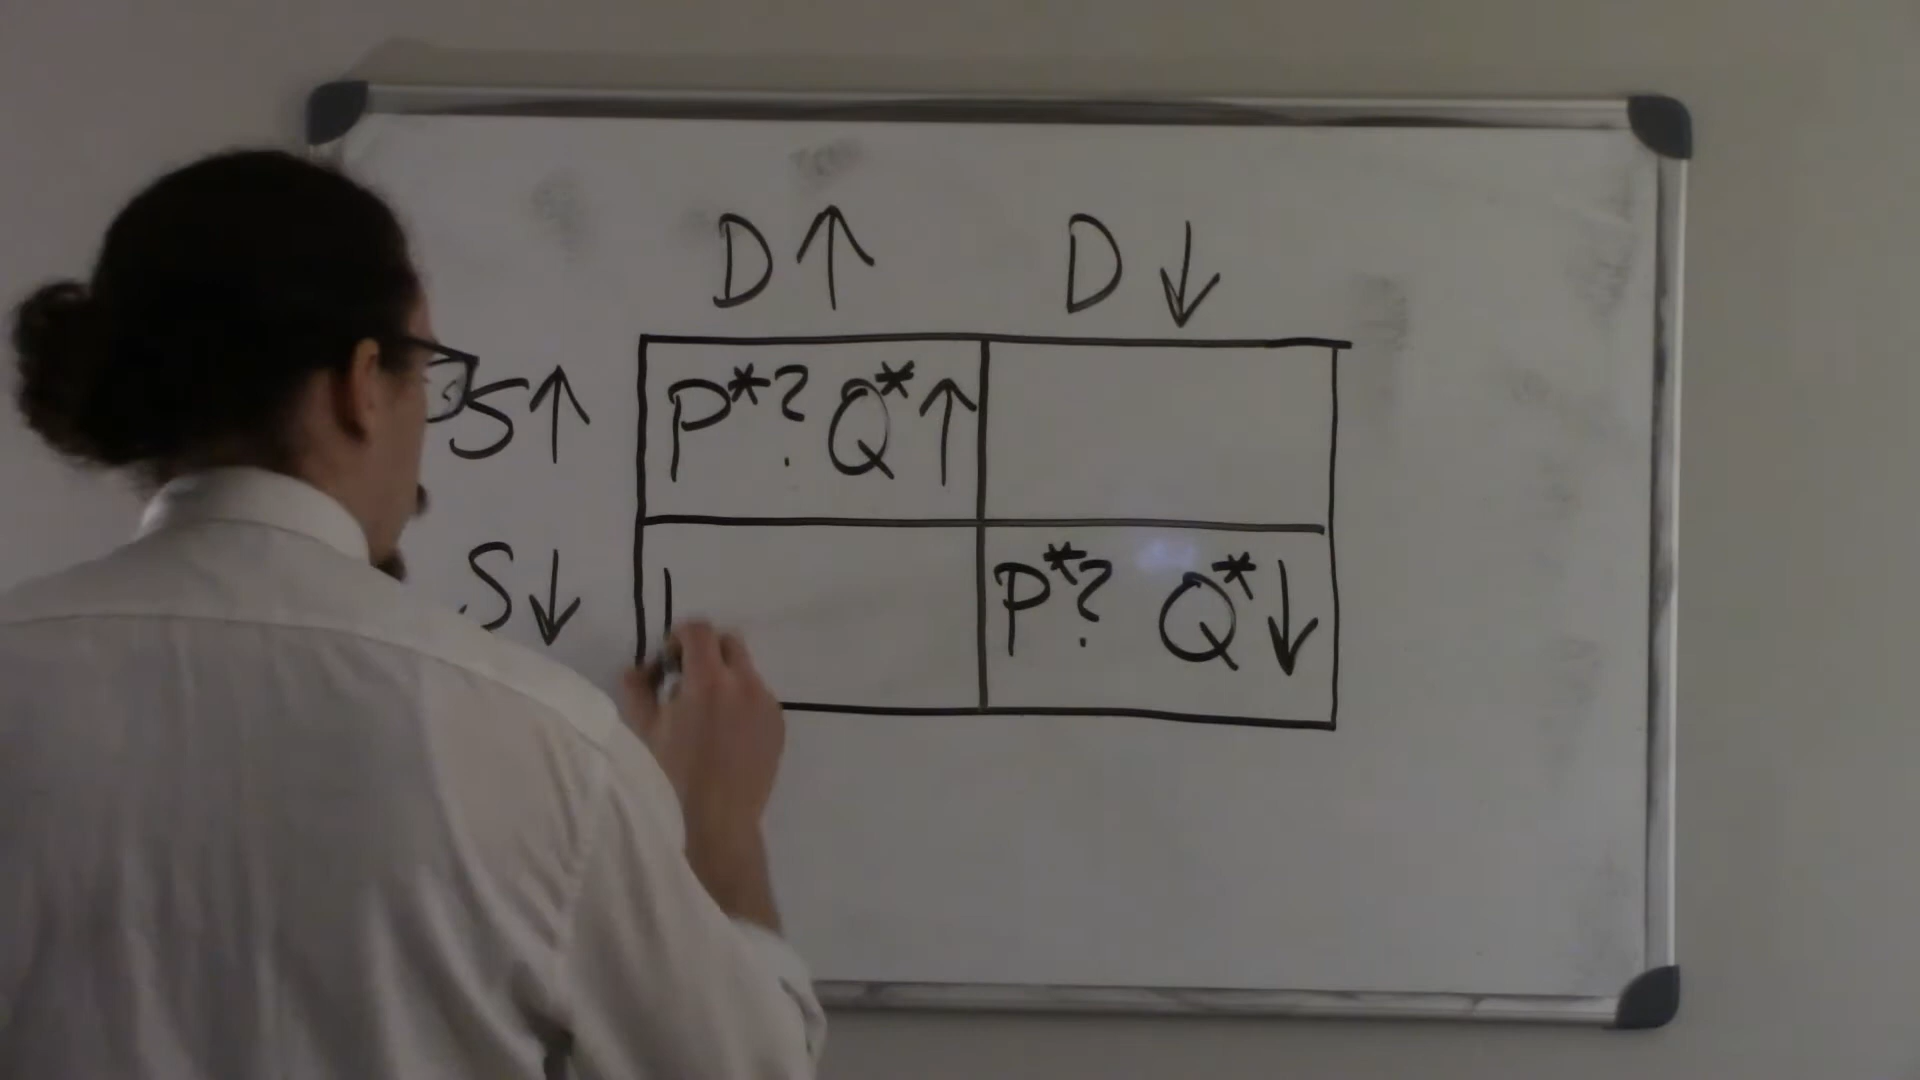 D↑ D↓
S↑ P*? Q*↑
S↓ P*? Q*↓